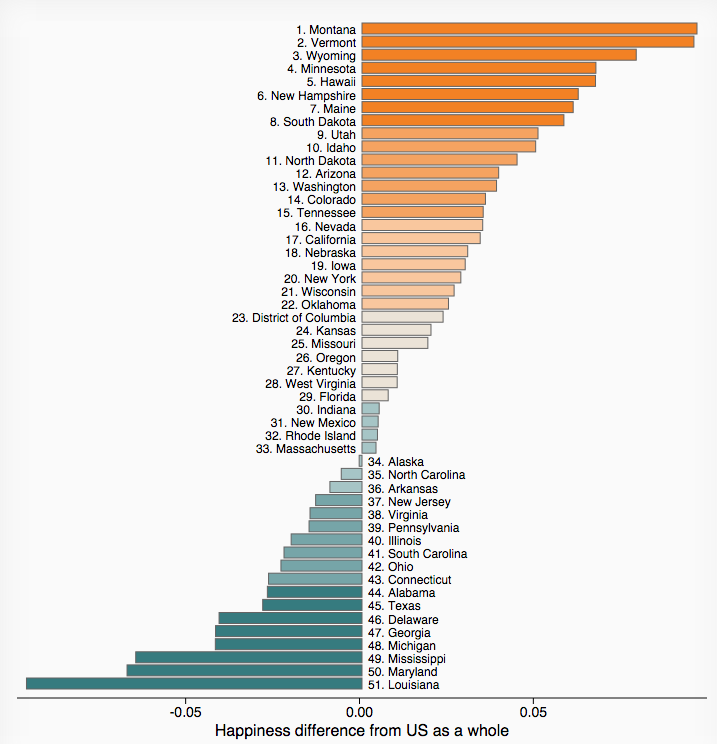 1. Montana
2. Vermont
3. Wyoming
4. Minnesota
5. Hawaii
6. New Hampshire
7. Maine
8. South Dakota
9. Utah
10. Idaho
11. North Dakota
12. Arizona
13. Washington
14. Colorado
15. Tennessee
16. Nevada
17. California
18. Nebraska
19. Iowa
20. New York
21. Wisconsin
22. Oklahoma
23. District of Columbia
24. Kansas
25. Missouri
26. Oregon
27. Kentucky
28. West Virginia
29. Florida
30. Indiana
31. New Mexico
32. Rhode Island
33. Massachusetts
34. Alaska
35. North Carolina
36. Arkansas
37. New Jersey
38. Virginia
39. Pennsylvania
40. Illinois
41. South Carolina
42. Ohio
43. Connecticut
44. Alabama
45. Texas
46. Delaware
47. Georgia
48. Michigan
49. Mississippi
50. Maryland
51. Louisiana
-0.05 0.00 0.05
Happiness difference from US as a whole